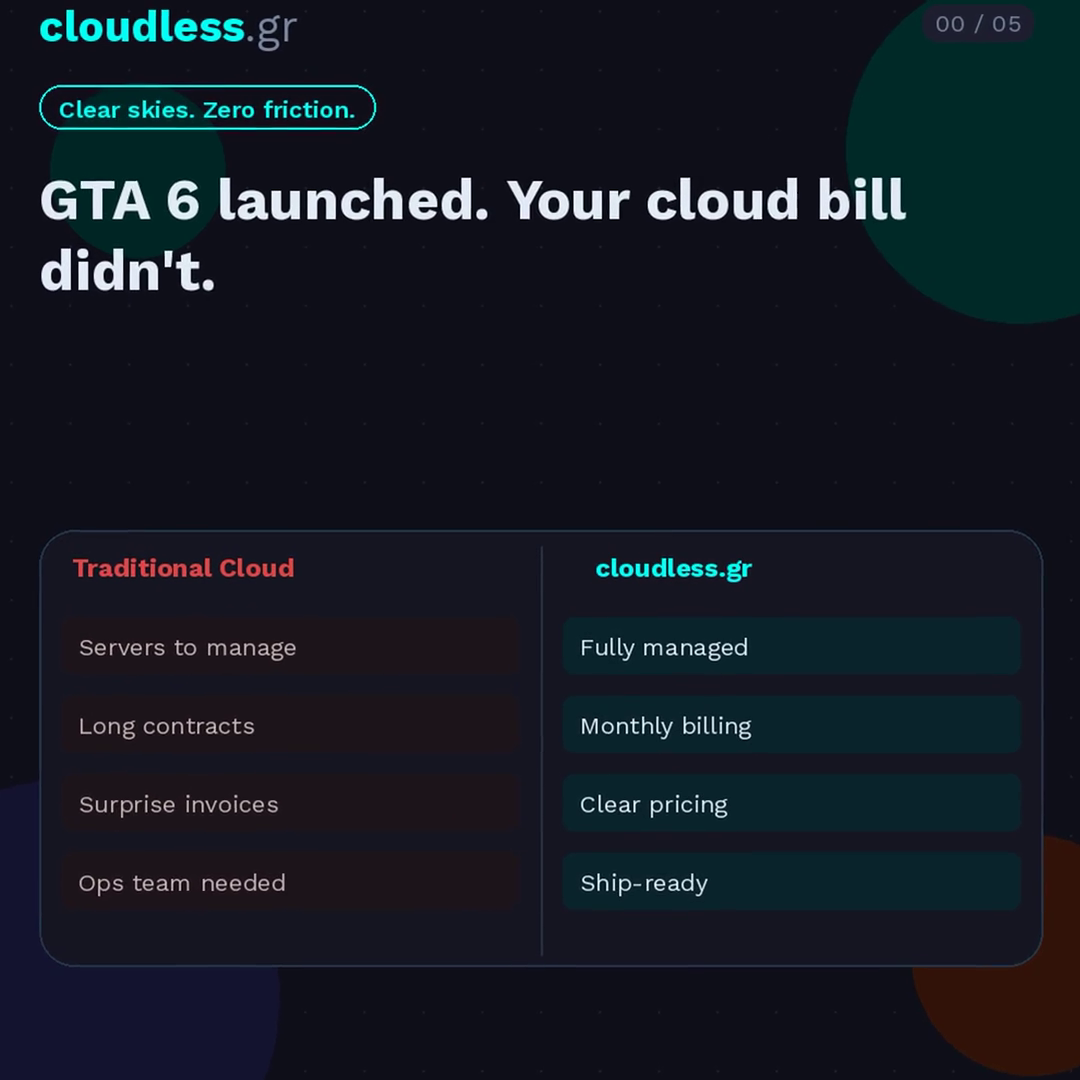 cloudless.gr
00 / 05
Clear skies. Zero friction.
GTA 6 launched. Your cloud bill
didn't.
Traditional Cloud
cloudless.gr
Servers to manage
Fully managed
Long contracts
Monthly billing
Surprise invoices
Clear pricing
Ops team needed
Ship-ready